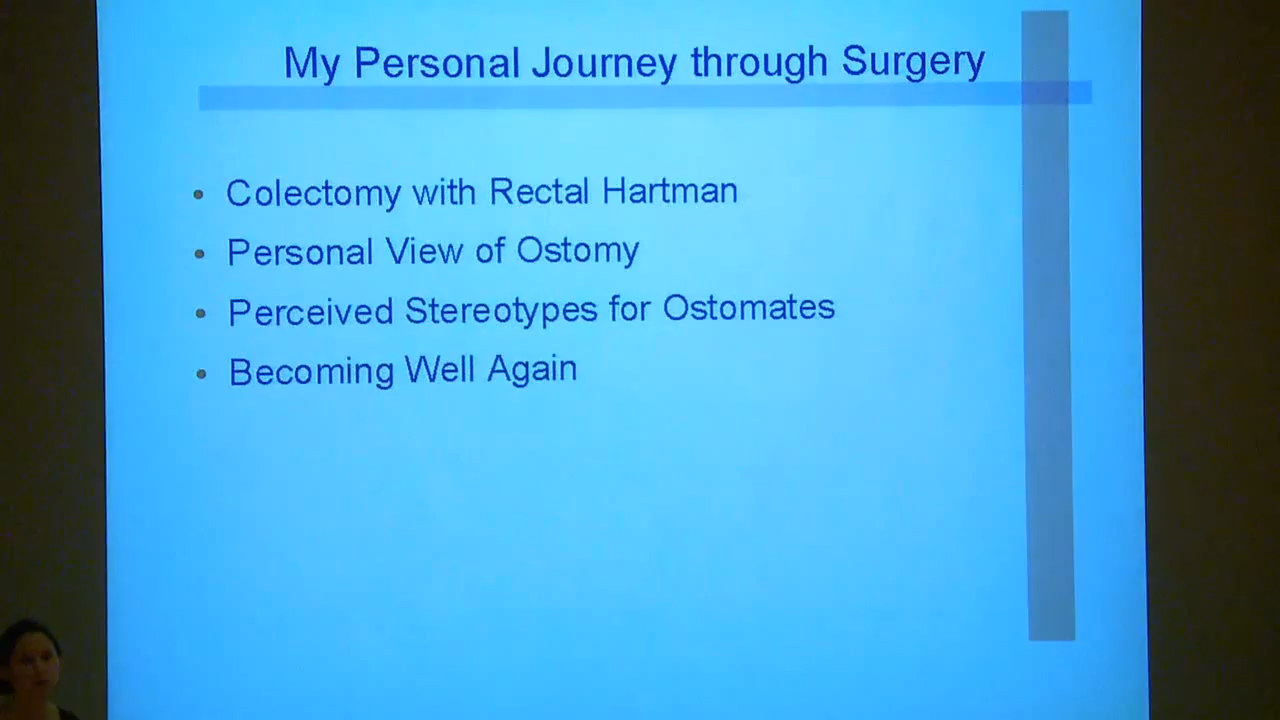 My Personal Journey through Surgery
• Colectomy with Rectal Hartman
• Personal View of Ostomy
• Perceived Stereotypes for Ostomates
• Becoming Well Again